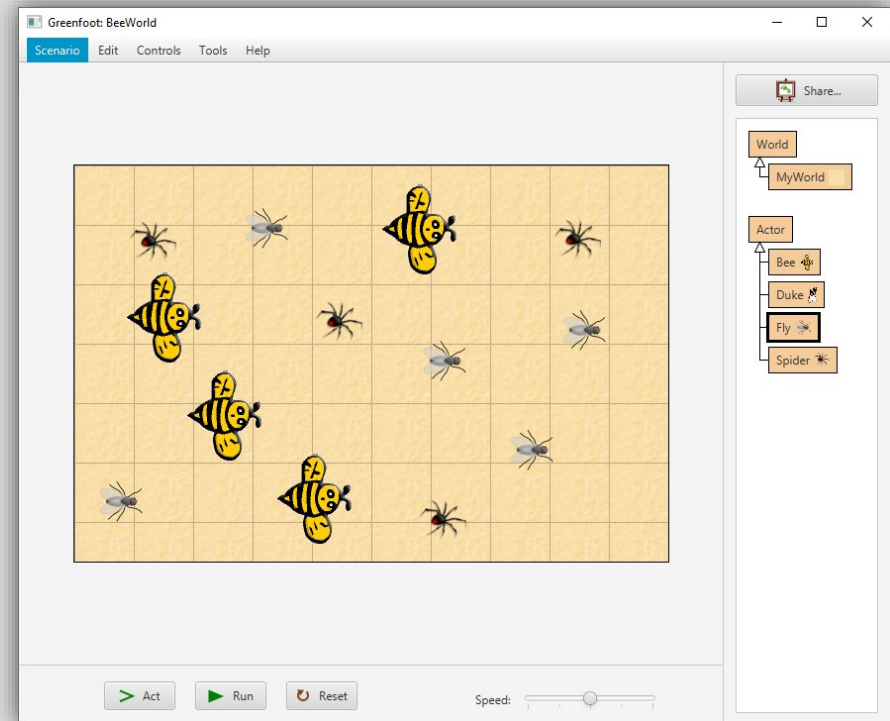 Greenfoot: BeeWorld
Scenario Edit Controls Tools Help
Share...
World
MyWorld
Actor
Bee
Duke
Fly
Spider
Act Run Reset Speed: